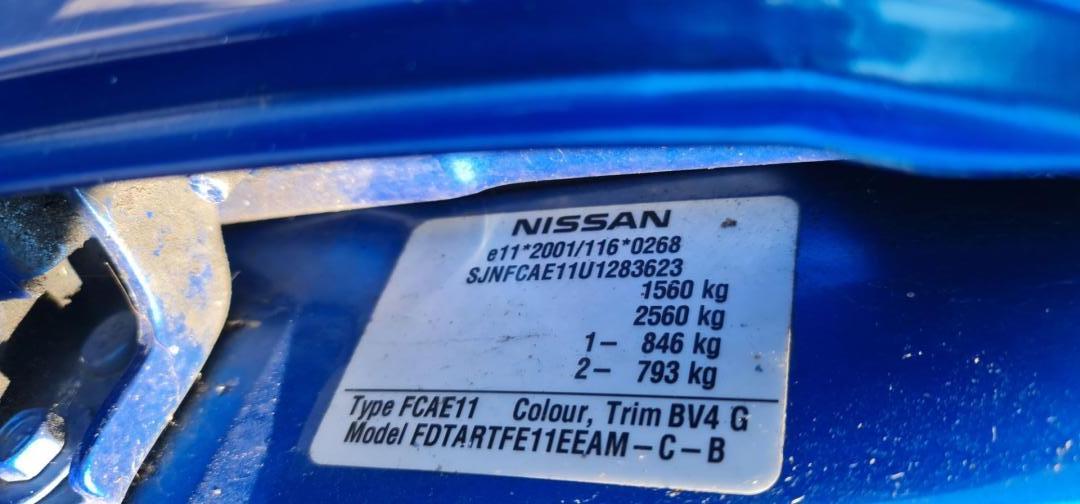 NISSAN
e11*2001/116*0268
SJNFCAE11U1283623
1560 kg
2560 kg
1– 846 kg
2– 793 kg
Type FCAE11 Colour, Trim BV4 G
Model FDTARTFE11EEAM–C–B